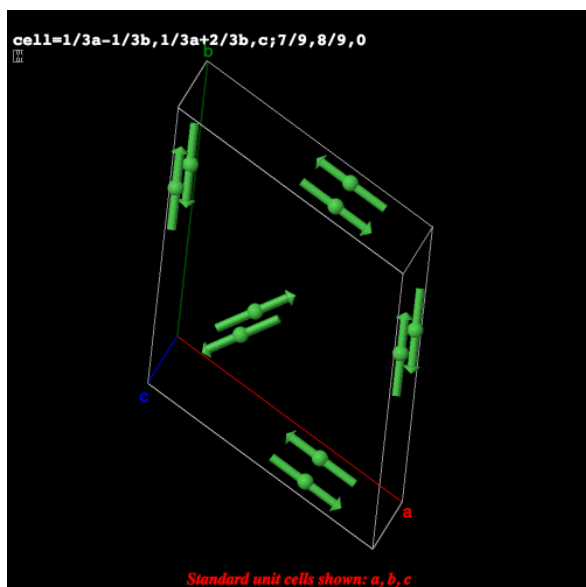 cell=1/3a-1/3b,1/3a+2/3b,c;7/9,8/9,0
b
c
a
Standard unit cells shown: a, b, c